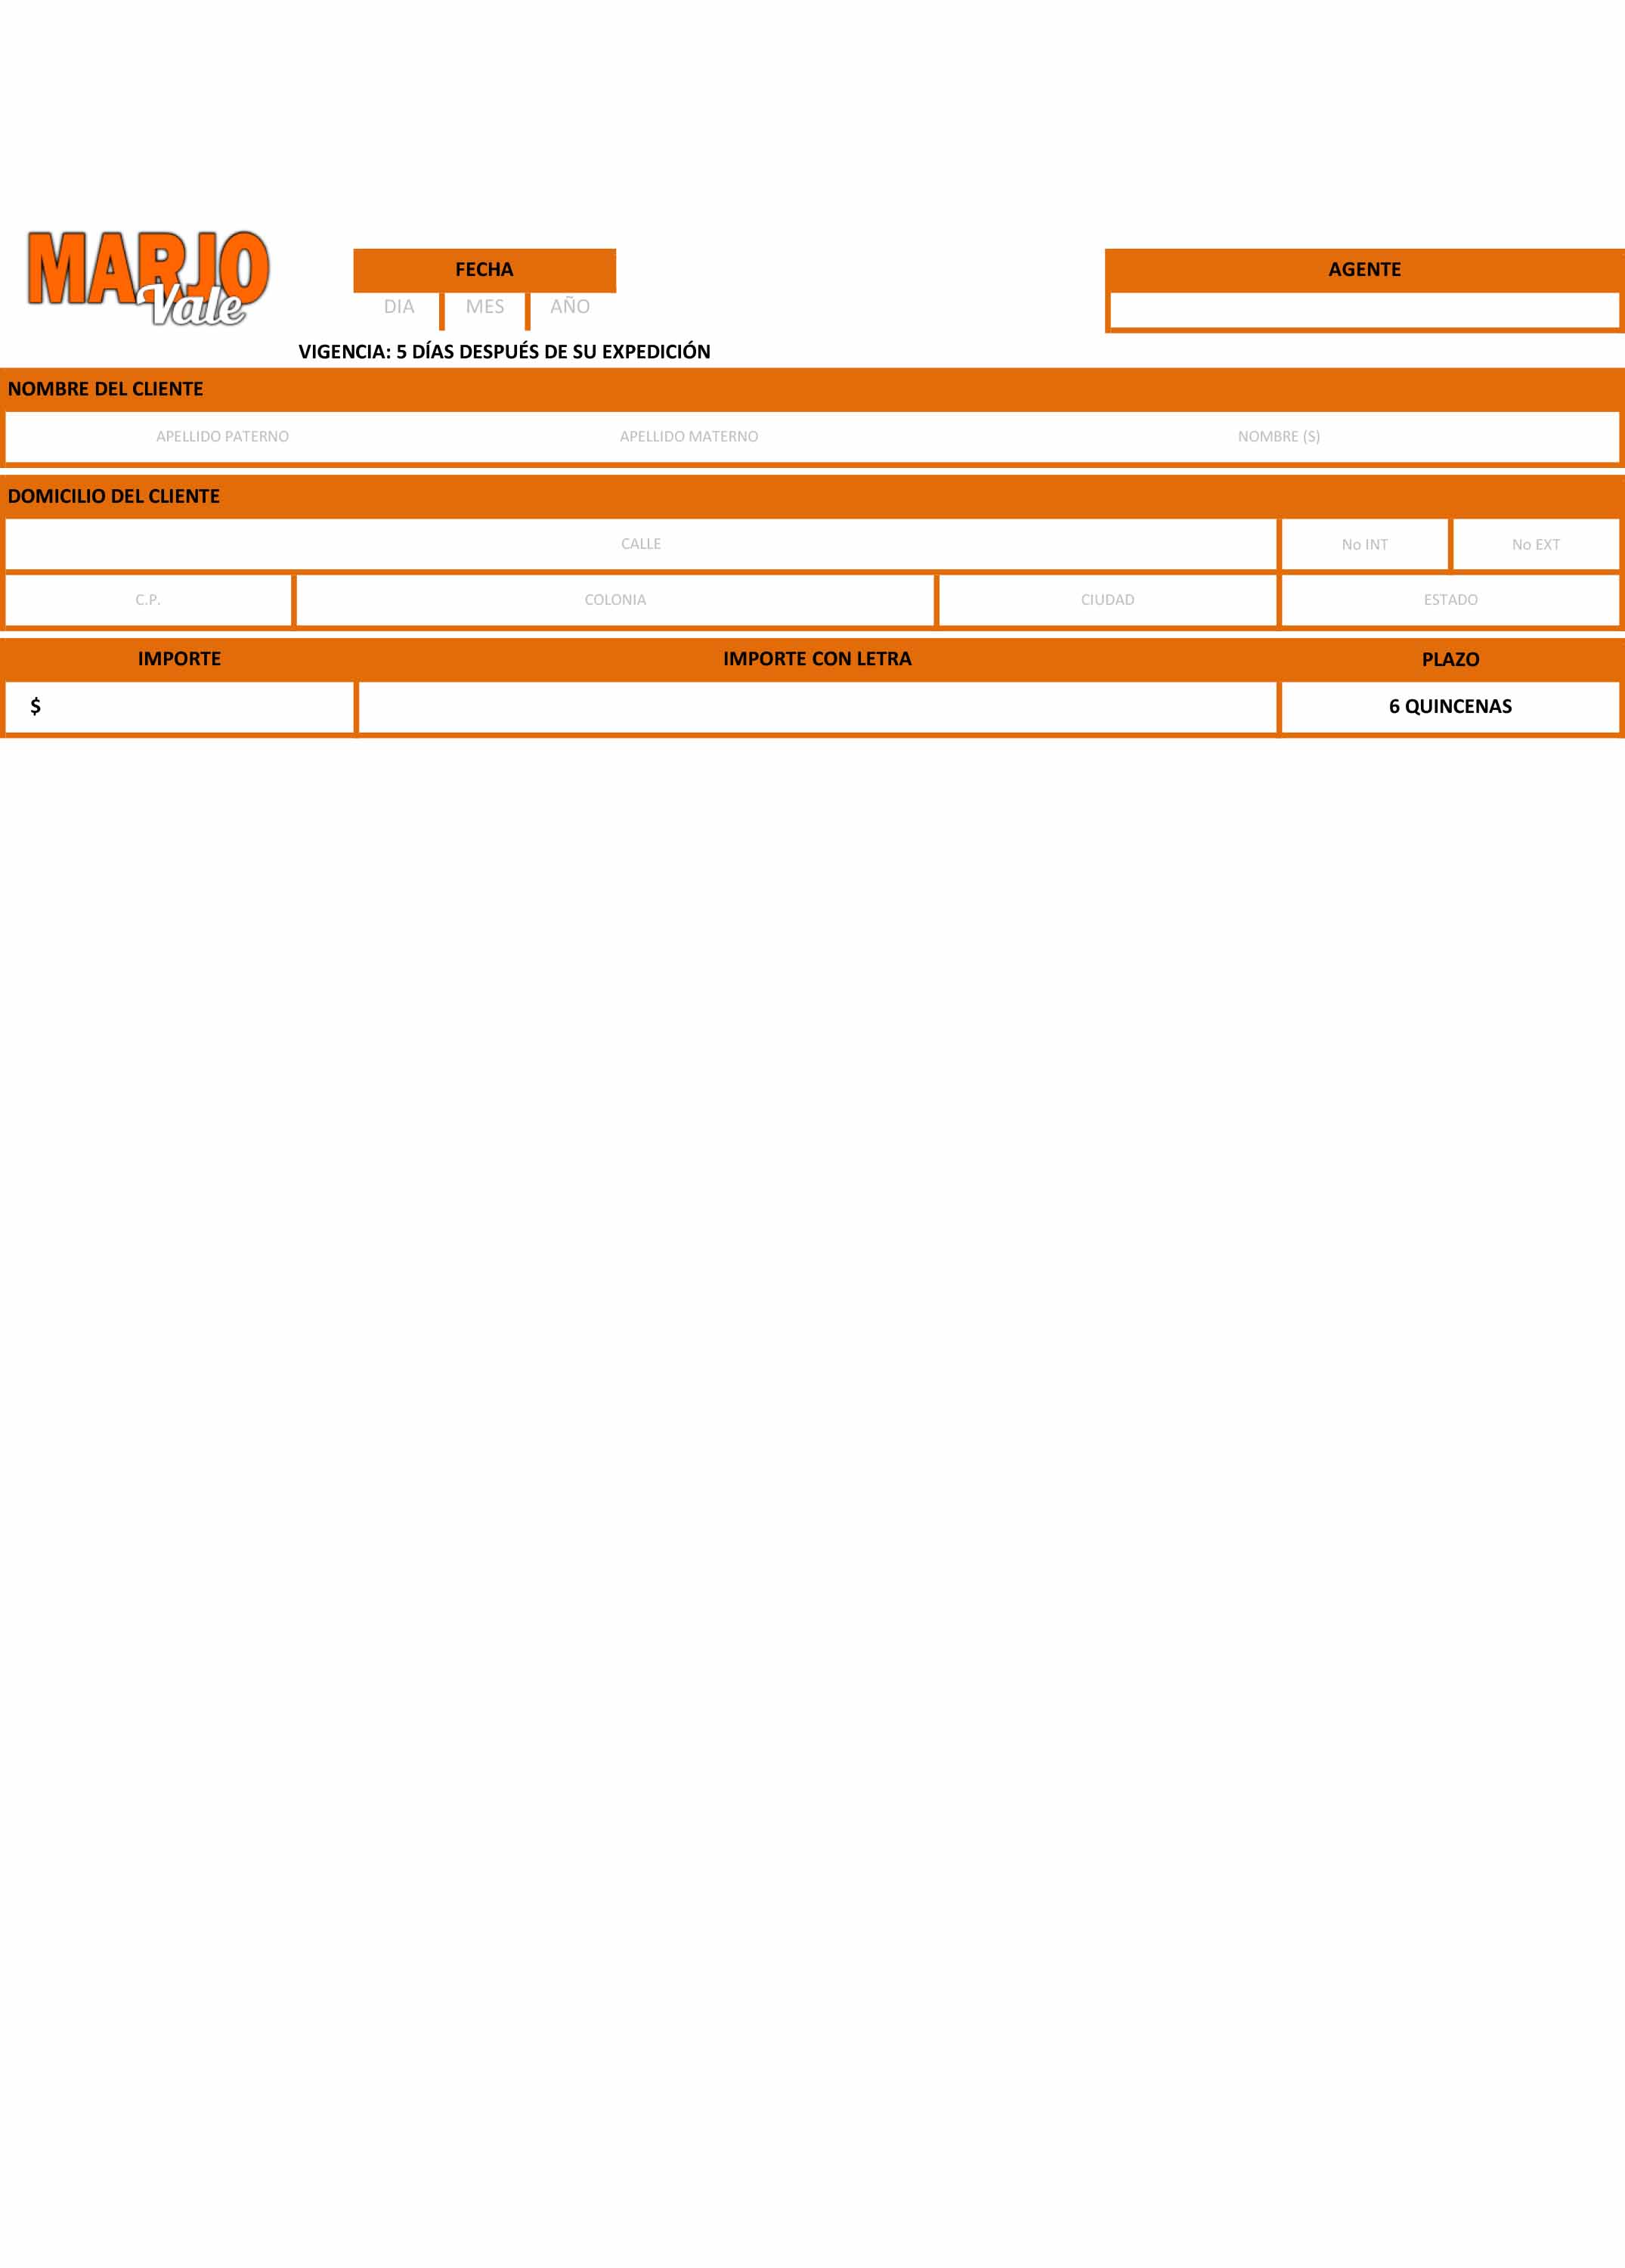 MARJO
Vale
FECHA
AGENTE
DIA MES AÑO
VIGENCIA: 5 DÍAS DESPUÉS DE SU EXPEDICIÓN
NOMBRE DEL CLIENTE
APELLIDO PATERNO APELLIDO MATERNO NOMBRE (S)
DOMICILIO DEL CLIENTE
CALLE No INT No EXT
C.P. COLONIA CIUDAD ESTADO
IMPORTE IMPORTE CON LETRA PLAZO
$ 6 QUINCENAS